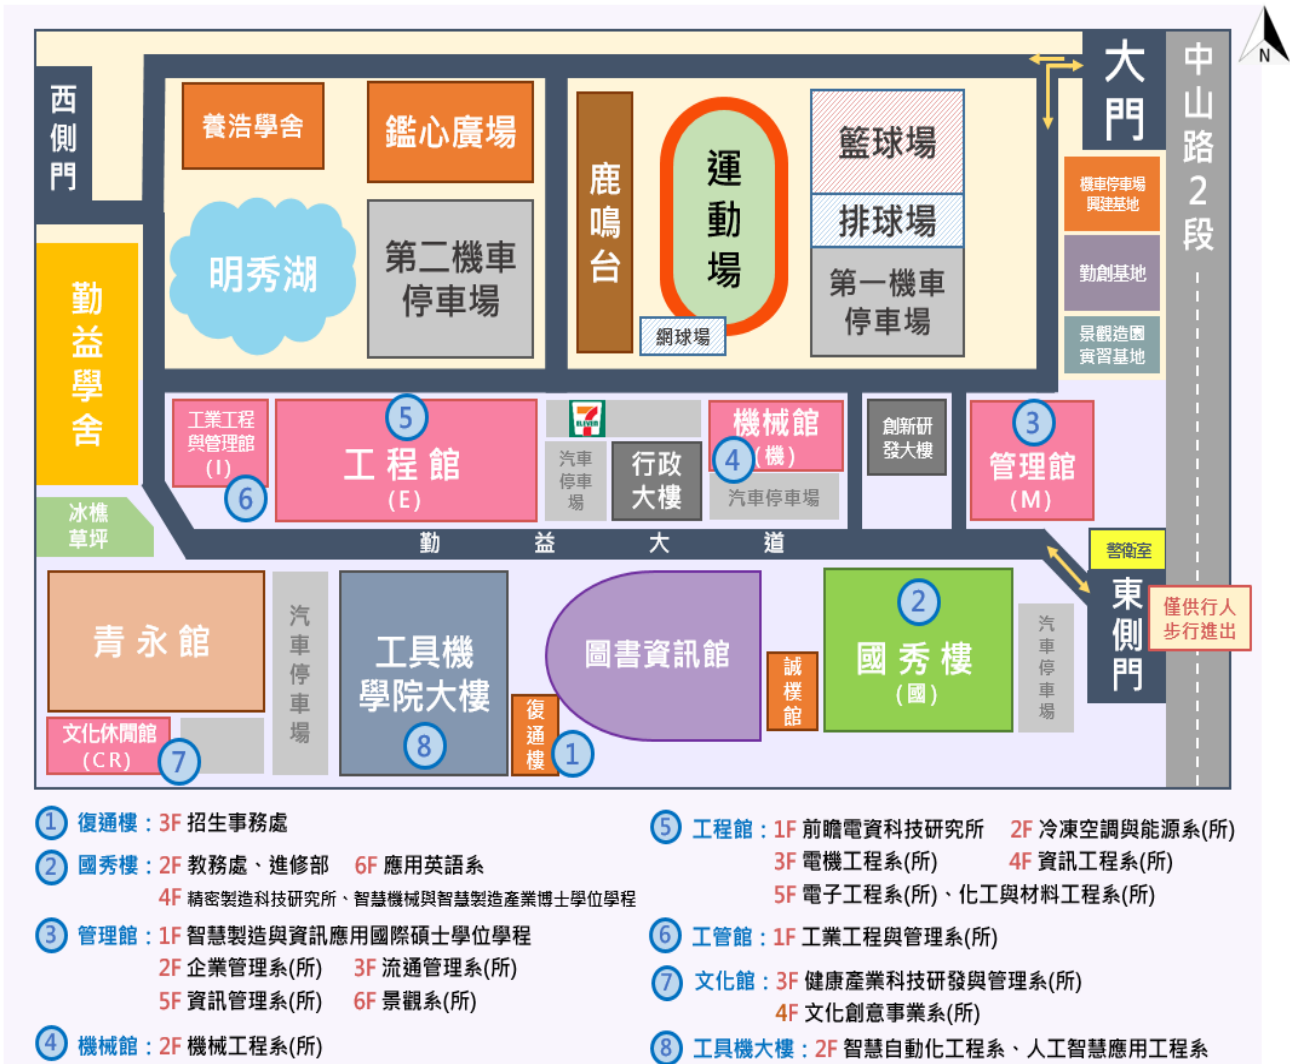 N
大門
中山路2段
西側門
養浩學舍
鑑心廣場
鹿鳴台
運動場
籃球場
排球場
機車停車場
興建基地
勤創基地
景觀造園
實習基地
明秀湖
第二機車
停車場
第一機車
停車場
網球場
勤益學舍
工業工程
與管理館
(I)
6
5
工程館
(E)
7
ELEVEN
汽車
停車
場
行政
大樓
機械館
4
(機)
汽車停車場
創新研
發大樓
3
管理館
(M)
冰樵
草坪
勤益大道
警衛室
東側門
僅供行人
步行進出
青永館
汽車停車場
工具機
學院大樓
8
圖書資訊館
誠樸館
2
國秀樓
(國)
汽車停車場
文化休閒館
(CR)
7
復通樓
1
1 復通樓：3F 招生事務處
2 國秀樓：2F 教務處、進修部 6F 應用英語系
4F 精密製造科技研究所、智慧機械與智慧製造產業博士學位學程
3 管理館：1F 智慧製造與資訊應用國際碩士學位學程
2F 企業管理系(所) 3F 流通管理系(所)
5F 資訊管理系(所) 6F 景觀系(所)
4 機械館：2F 機械工程系(所)
5 工程館：1F 前瞻電資科技研究所 2F 冷凍空調與能源系(所)
3F 電機工程系(所) 4F 資訊工程系(所)
5F 電子工程系(所)、化工與材料工程系(所)
6 工管館：1F 工業工程與管理系(所)
7 文化館：3F 健康產業科技研發與管理系(所)
4F 文化創意事業系(所)
8 工具機大樓：2F 智慧自動化工程系、人工智慧應用工程系